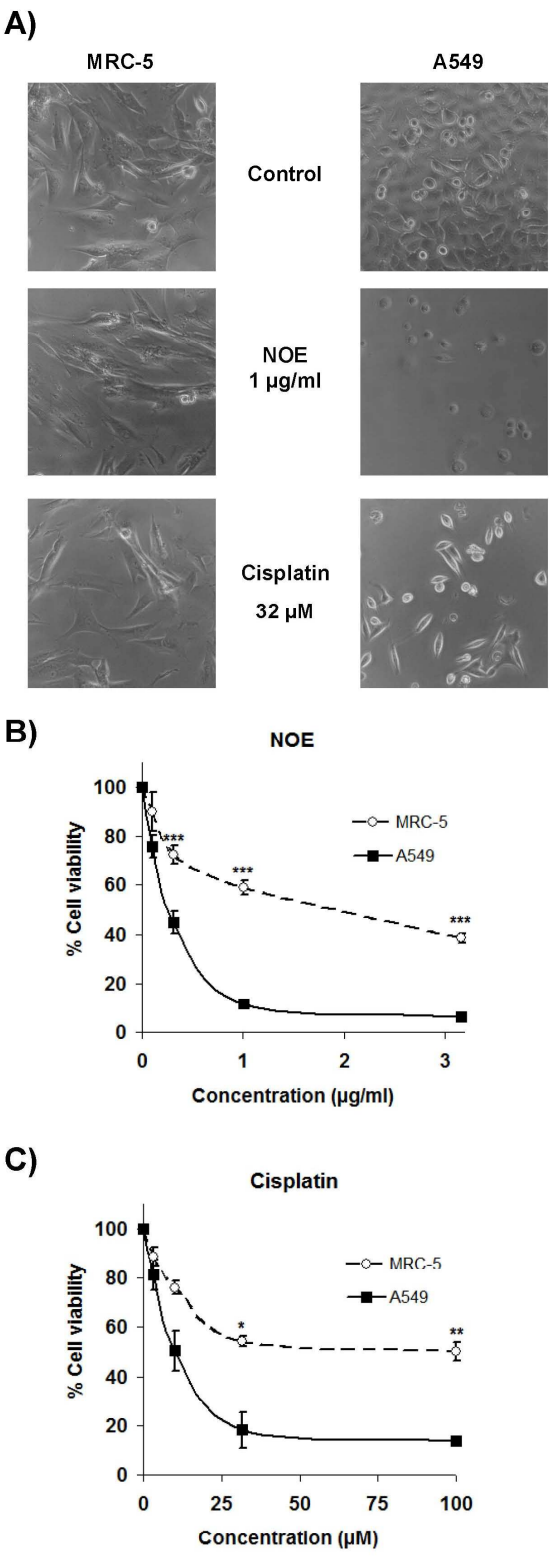 A)
MRC-5 A549
Control
NOE
1 µg/ml
Cisplatin
32 µM
B)
NOE
100
80
60
40
20
0
% Cell viability
***
***
***
MRC-5
A549
0 1 2 3
Concentration (µg/ml)
C)
Cisplatin
100
80
60
40
20
0
% Cell viability
*
**
MRC-5
A549
0 25 50 75 100
Concentration (µM)